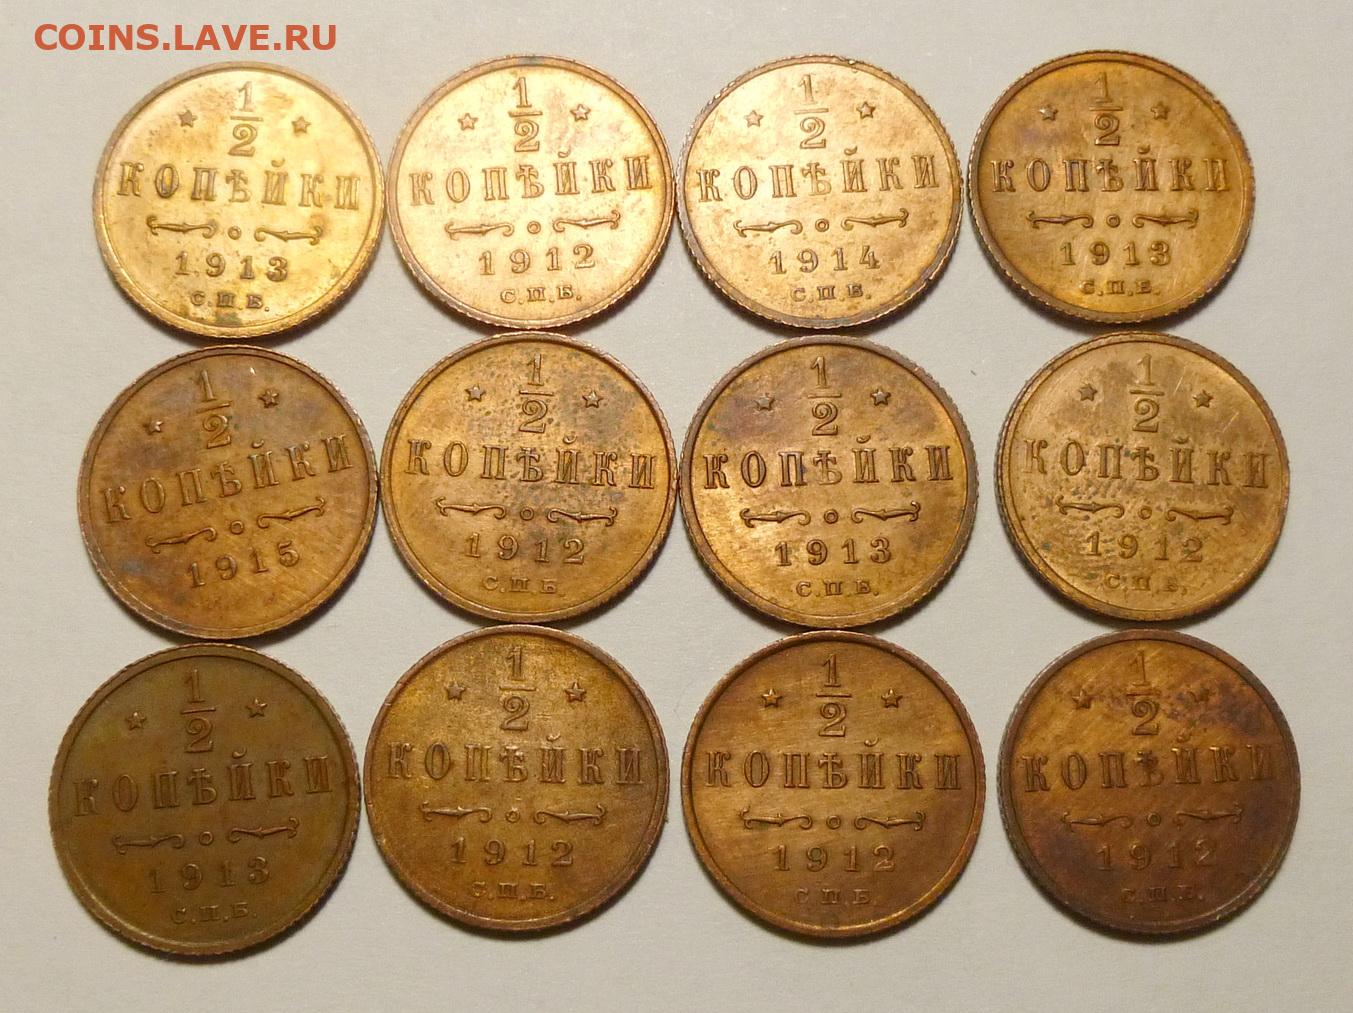 COINS.LAVE.RU
1/2
КОПѢЙКИ
1913
С.П.Б.
1/2
КОПѢЙКИ
1912
С.П.Б.
1/2
КОПѢЙКИ
1914
С.П.Б.
1/2
КОПѢЙКИ
1913
С.П.Б.
1/2
КОПѢЙКИ
1915
1/2
КОПѢЙКИ
1912
С.П.Б.
1/2
КОПѢЙКИ
1913
С.П.Б.
1/2
КОПѢЙКИ
1912
С.П.Б.
1/2
КОПѢЙКИ
1913
С.П.Б.
1/2
КОПѢЙКИ
1912
С.П.Б.
1/2
КОПѢЙКИ
1912
С.П.Б.
1/2
КОПѢЙКИ
1912
С.П.Б.